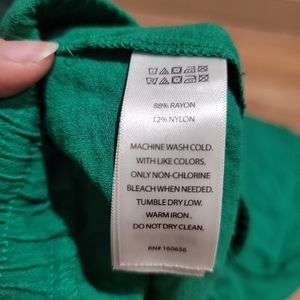 88% RAYON
12% NYLON
MACHINE WASH COLD.
WITH LIKE COLORS.
ONLY NON-CHLORINE
BLEACH WHEN NEEDED.
TUMBLE DRY LOW.
WARM IRON .
DO NOT DRY CLEAN.
RN# 160656